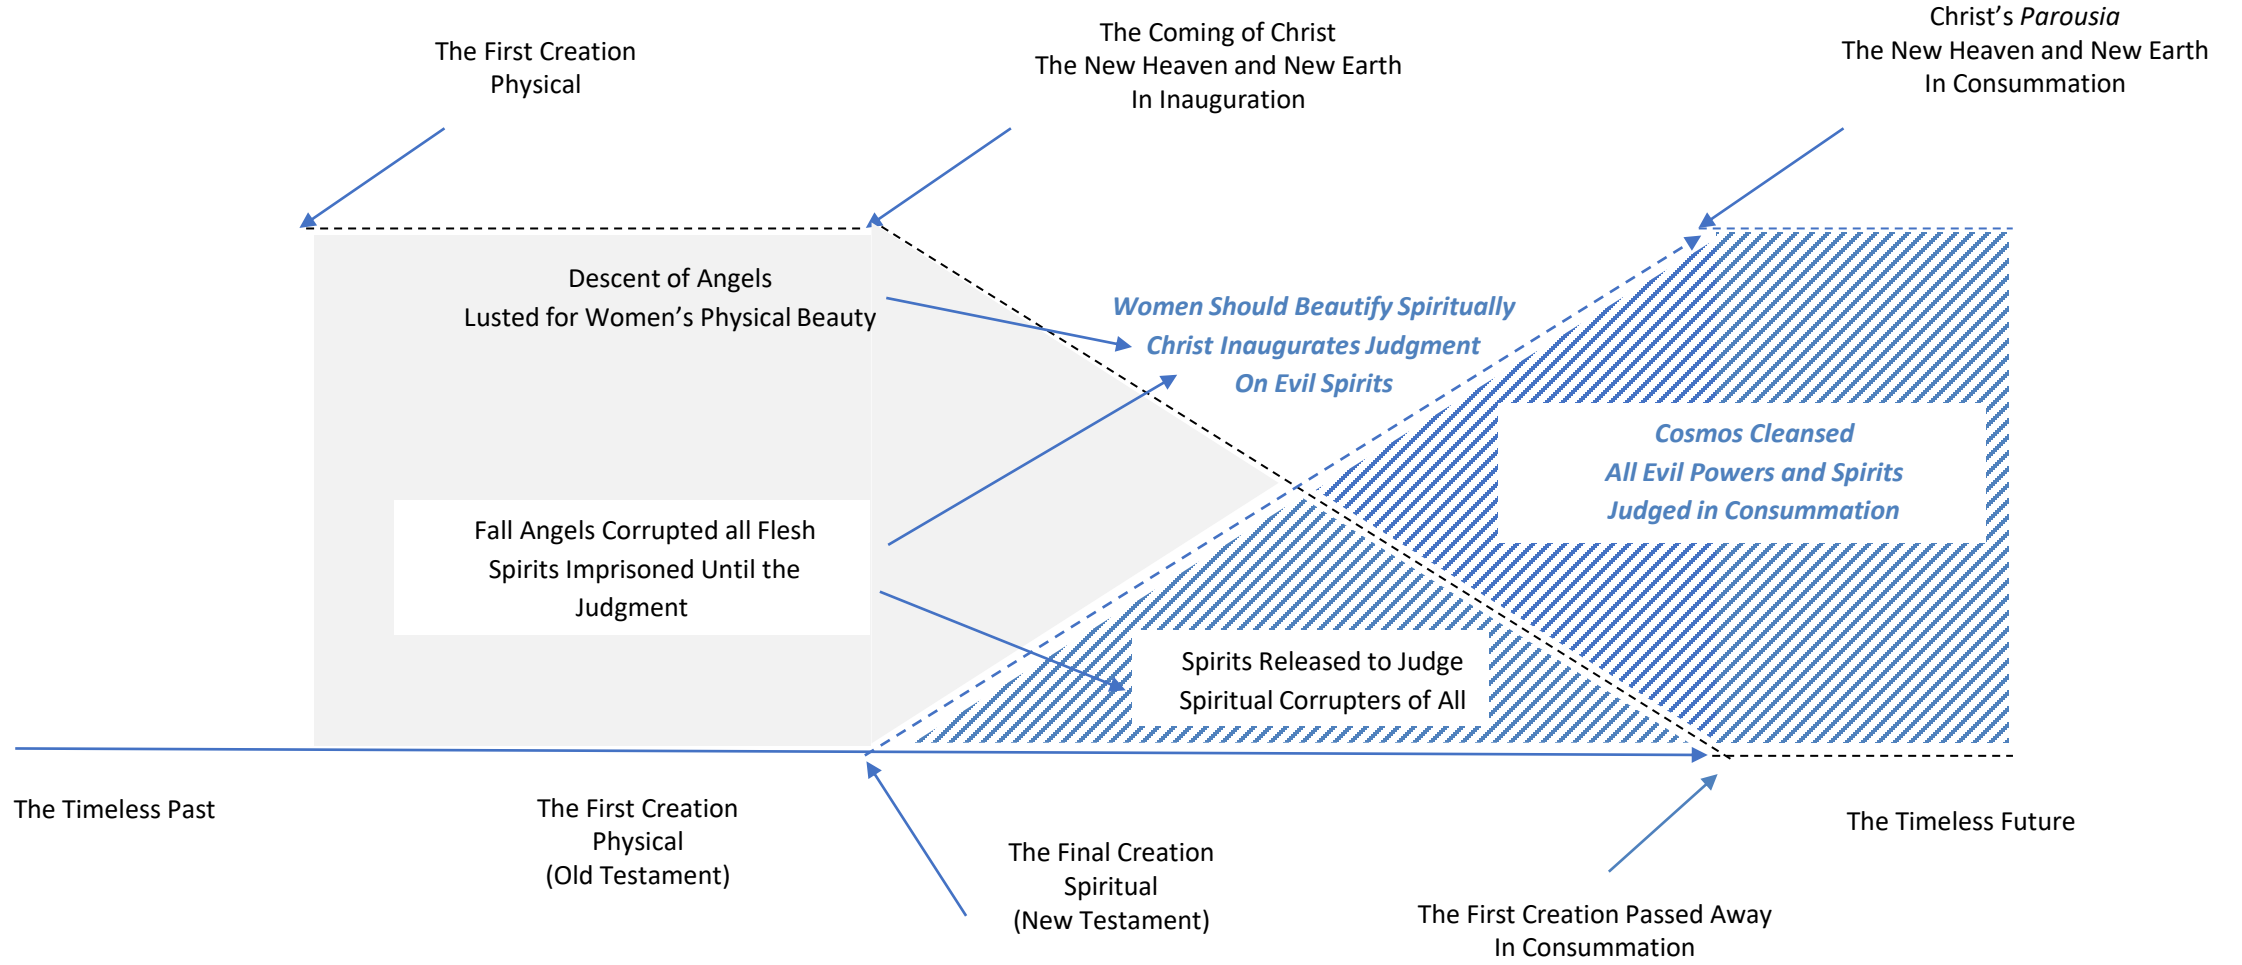 The First Creation
Physical
The Coming of Christ
The New Heaven and New Earth
In Inauguration
Christ’s Parousia
The New Heaven and New Earth
In Consummation
Descent of Angels
Lusted for Women’s Physical Beauty
Women Should Beautify Spiritually
Christ Inaugurates Judgment
On Evil Spirits
Cosmos Cleansed
All Evil Powers and Spirits
Judged in Consummation
Fall Angels Corrupted all Flesh
Spirits Imprisoned Until the
Judgment
Spirits Released to Judge
Spiritual Corrupters of All
The Timeless Past
The First Creation
Physical
(Old Testament)
The Final Creation
Spiritual
(New Testament)
The First Creation Passed Away
In Consummation
The Timeless Future